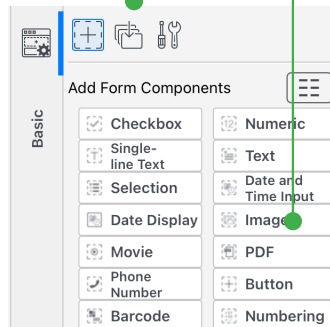 Basic
Add Form Components
Checkbox
Numeric
Single-
line Text
Text
Selection
Date and
Time Input
Date Display
Image
Movie
PDF
Phone
Number
Button
Barcode
Numbering